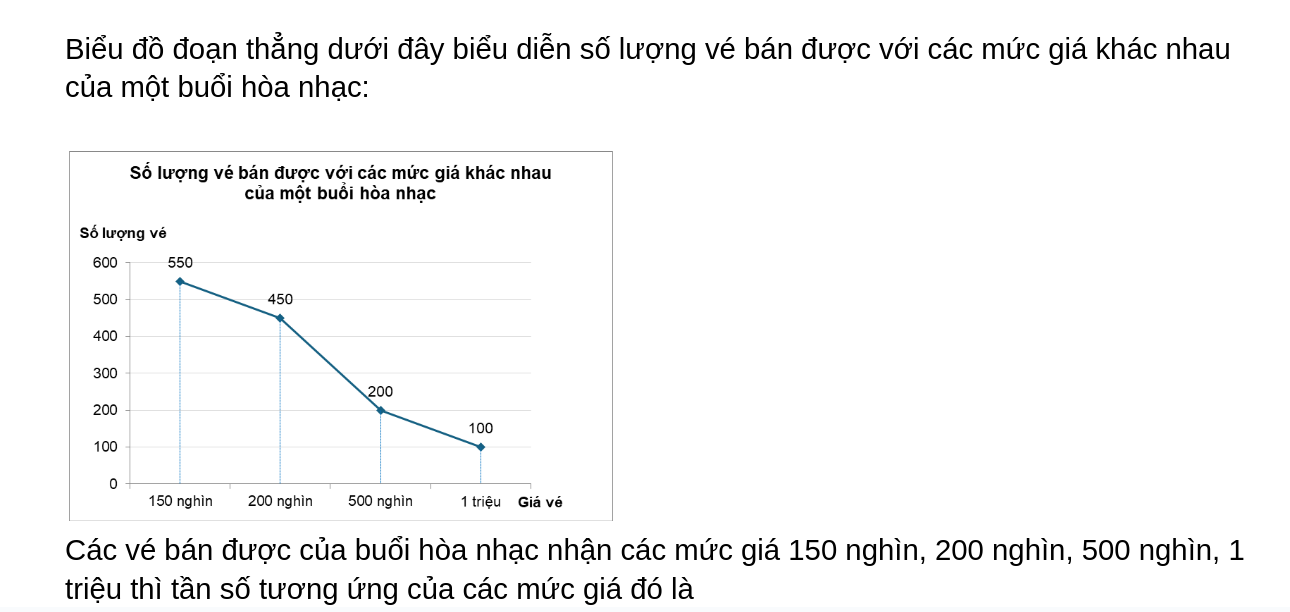 Biểu đồ đoạn thẳng dưới đây biểu diễn số lượng vé bán được với các mức giá khác nhau
của một buổi hòa nhạc:
Số lượng vé bán được với các mức giá khác nhau
của một buổi hòa nhạc
Số lượng vé
600
550
500
450
400
300
200
200
100
100
0
150 nghìn 200 nghìn 500 nghìn 1 triệu Giá vé
Các vé bán được của buổi hòa nhạc nhận các mức giá 150 nghìn, 200 nghìn, 500 nghìn, 1
triệu thì tần số tương ứng của các mức giá đó là